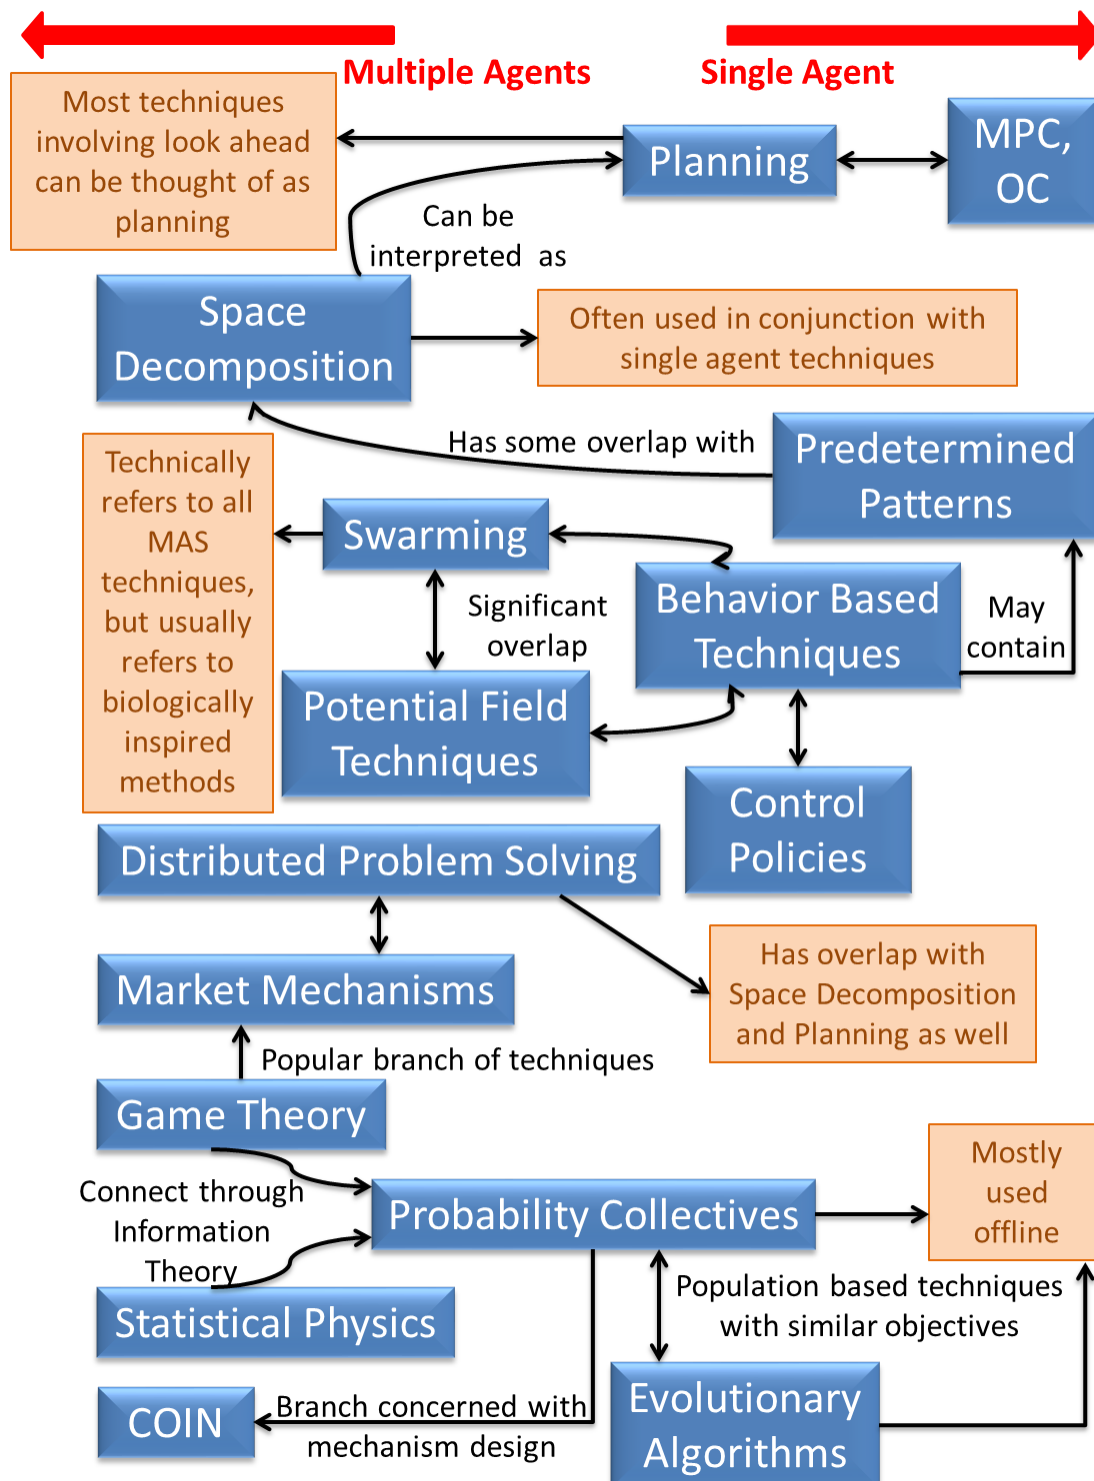 Multiple Agents
Single Agent
Most techniques
involving look ahead
can be thought of as
planning
Planning
MPC,
OC
Can be
interpreted as
Space
Decomposition
Often used in conjunction with
single agent techniques
Has some overlap with
Predetermined
Patterns
Technically
refers to all
MAS
techniques,
but usually
refers to
biologically
inspired
methods
Swarming
Significant
overlap
Behavior Based
Techniques
May
contain
Potential Field
Techniques
Control
Policies
Distributed Problem Solving
Has overlap with
Space Decomposition
and Planning as well
Market Mechanisms
Popular branch of techniques
Game Theory
Connect through
Information
Theory
Probability Collectives
Mostly
used
offline
Statistical Physics
Population based techniques
with similar objectives
COIN
Branch concerned with
mechanism design
Evolutionary
Algorithms